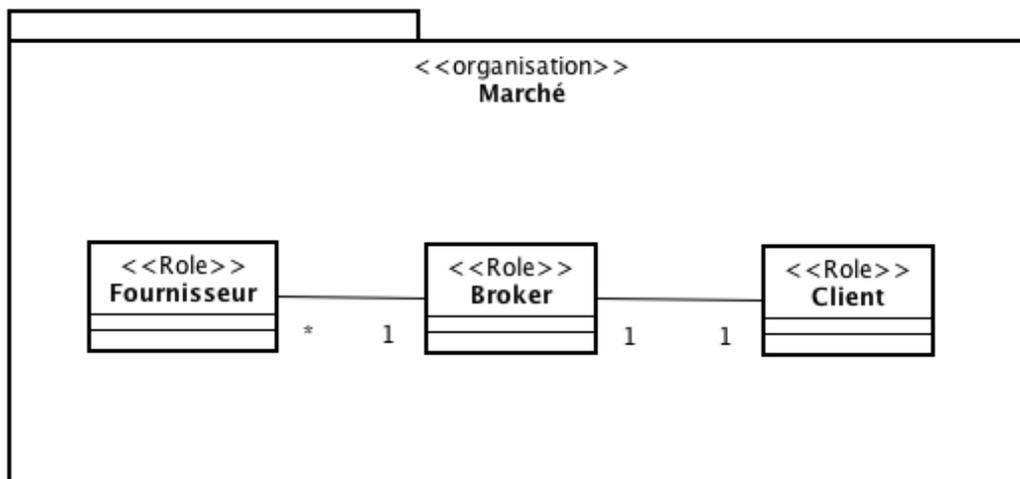 <<organisation>>
Marché
<<Role>>
Fournisseur
<<Role>>
Broker
<<Role>>
Client
* 1 1 1